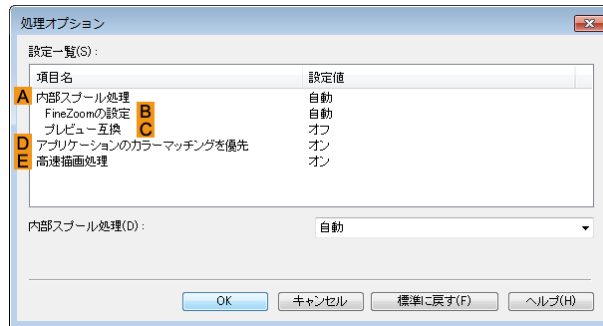 処理オプション
設定一覧(S):
項目名 設定値
A 内部スプール処理 自動
FineZoomの設定 B 自動
プレビュー互換 C オフ
D アプリケーションのカラーマッチングを優先 オン
E 高速描画処理 オン
内部スプール処理(D): 自動
OK キャンセル 標準に戻す(F) ヘルプ(H)